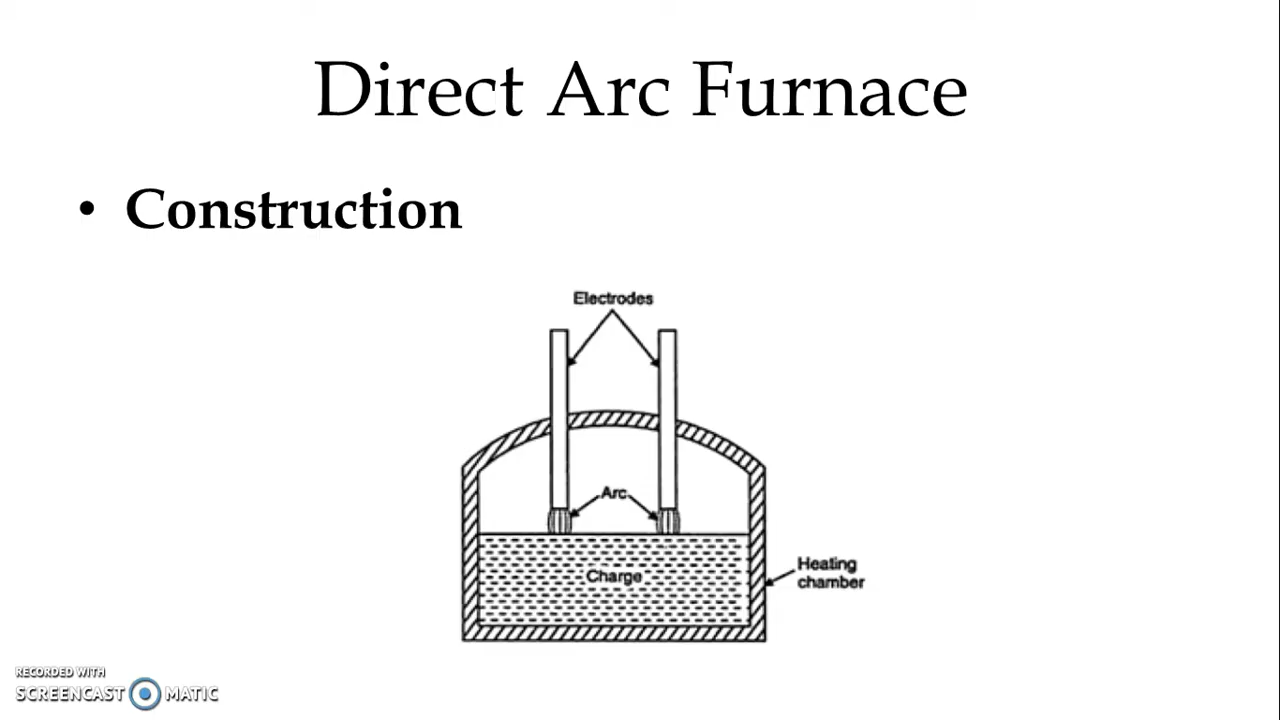 Direct Arc Furnace
• Construction
Electrodes
Arc
Charge
Heating
chamber
RECORDED WITH
SCREENCAST MATIC